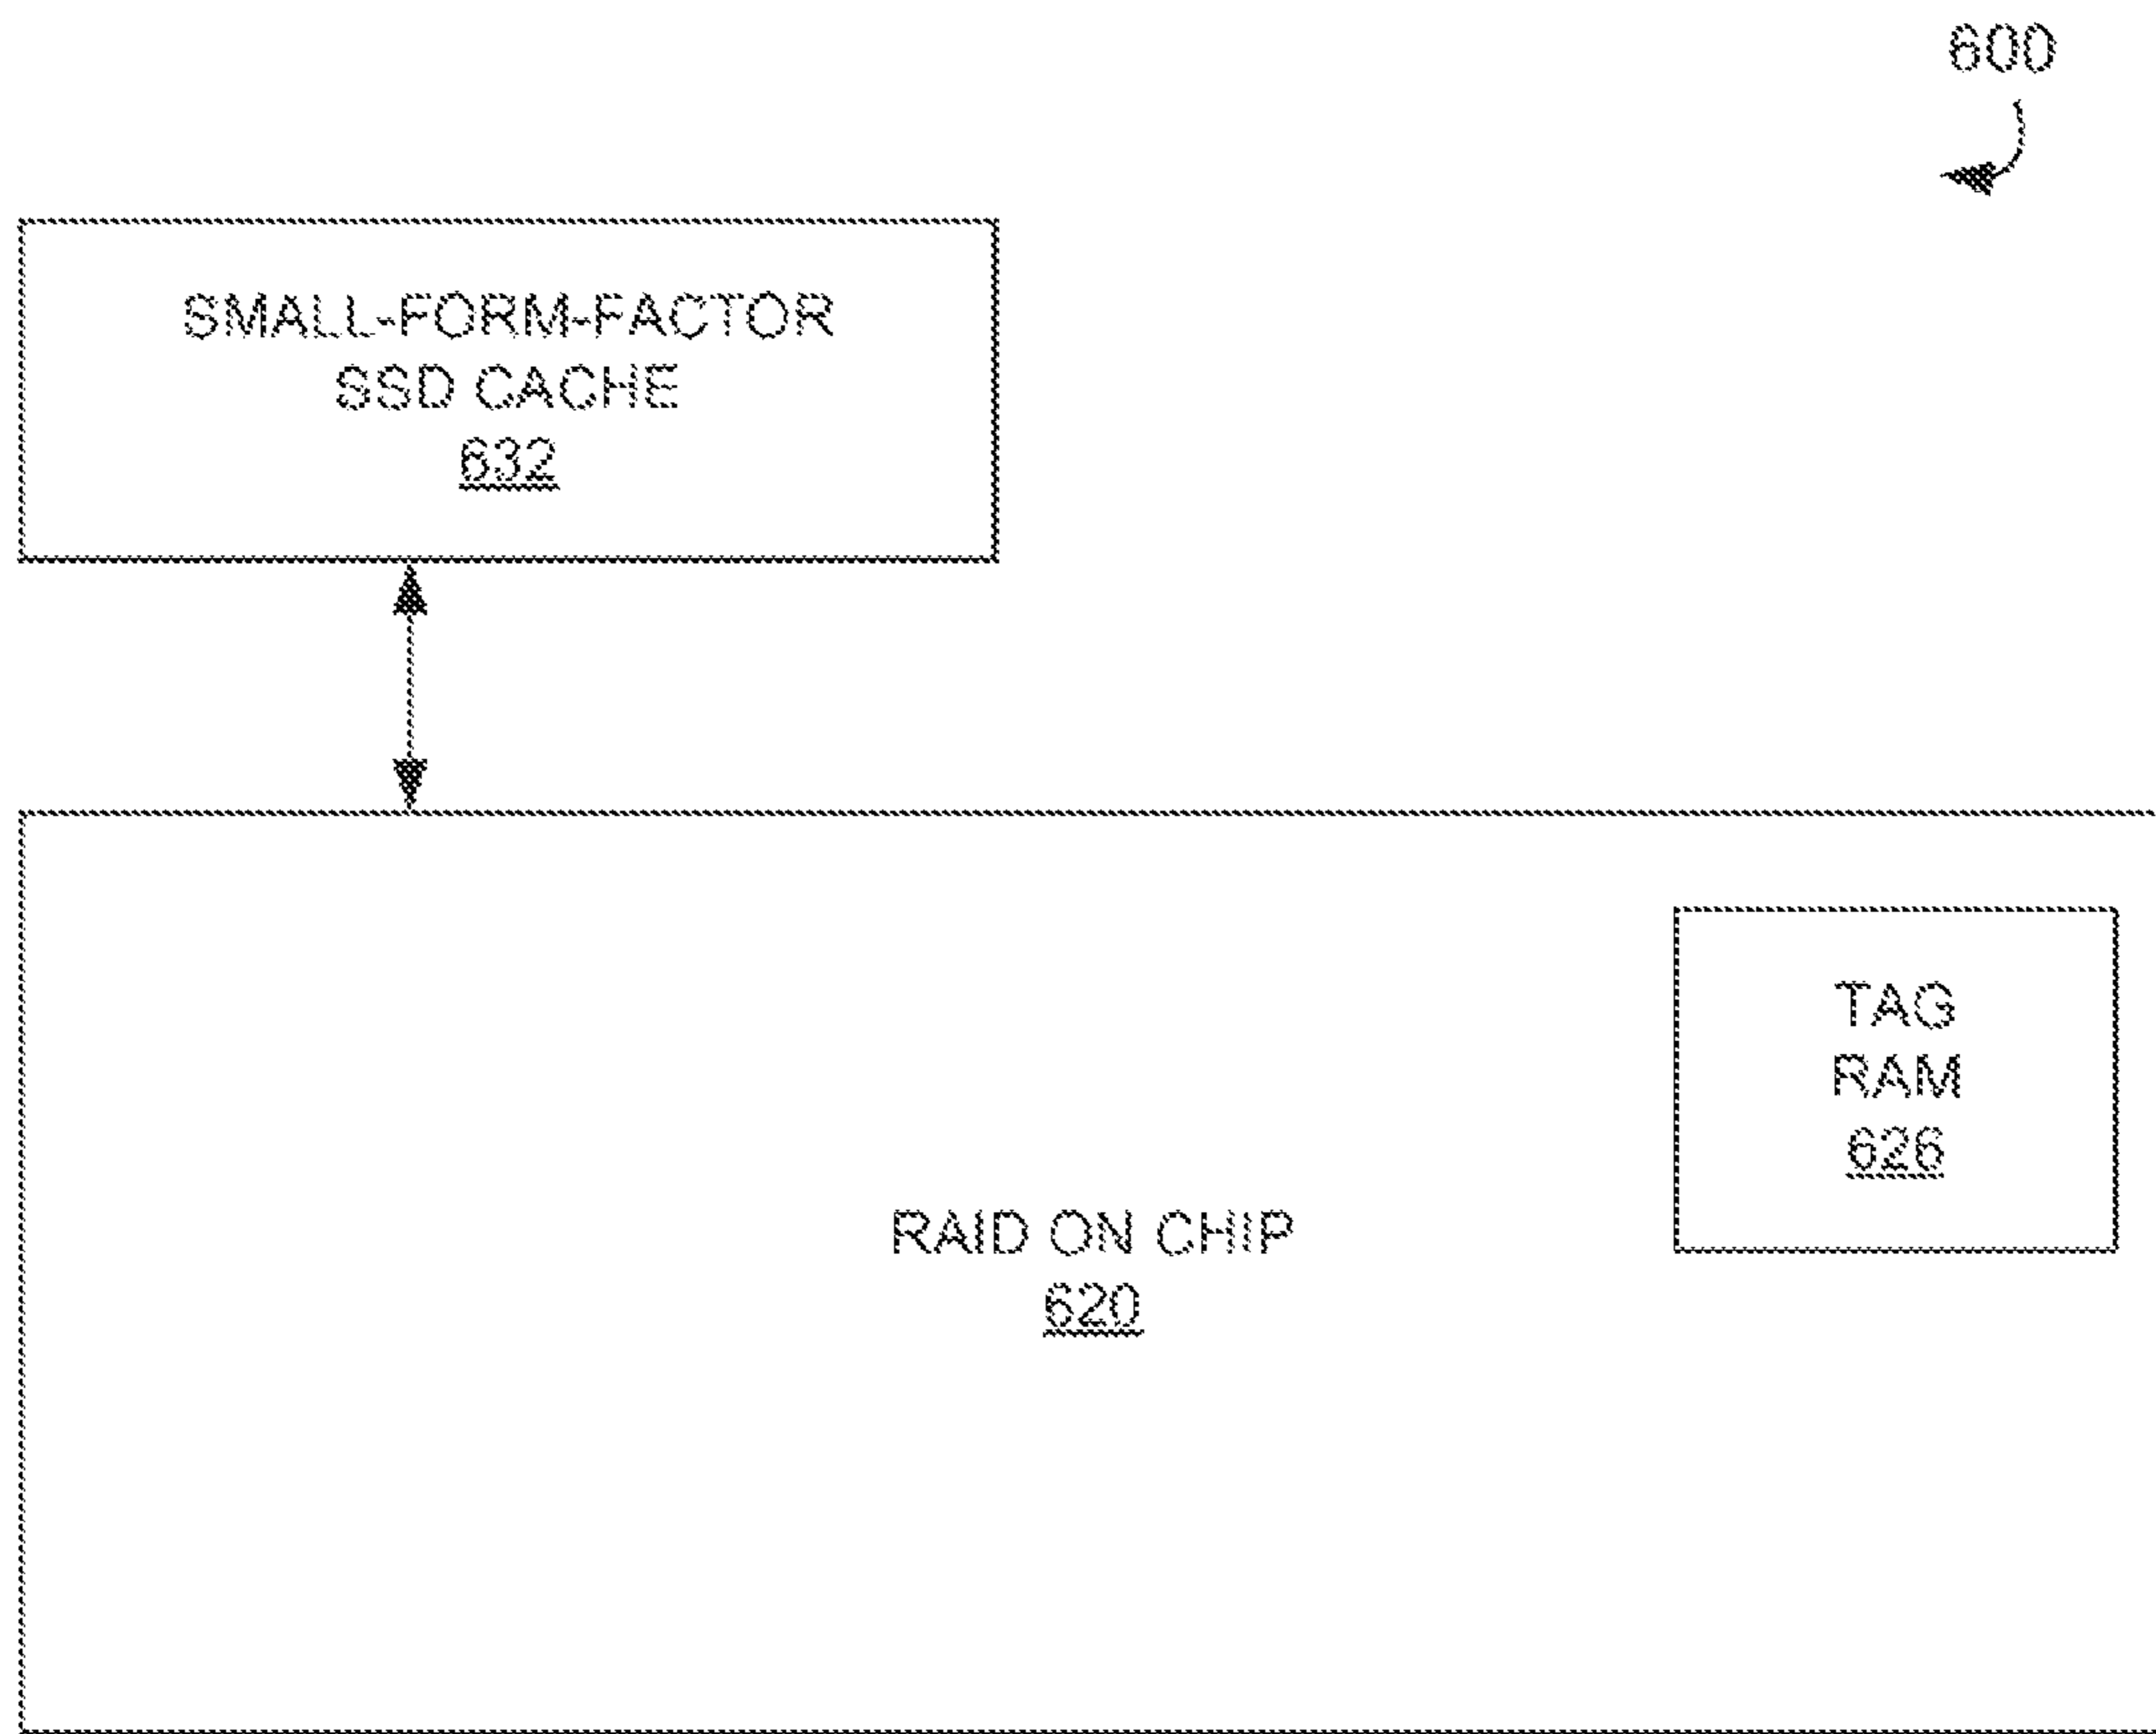 600
SMALL-FORM-FACTOR
SSD CACHE
632
TAG
RAM
626
RAID ON CHIP
620